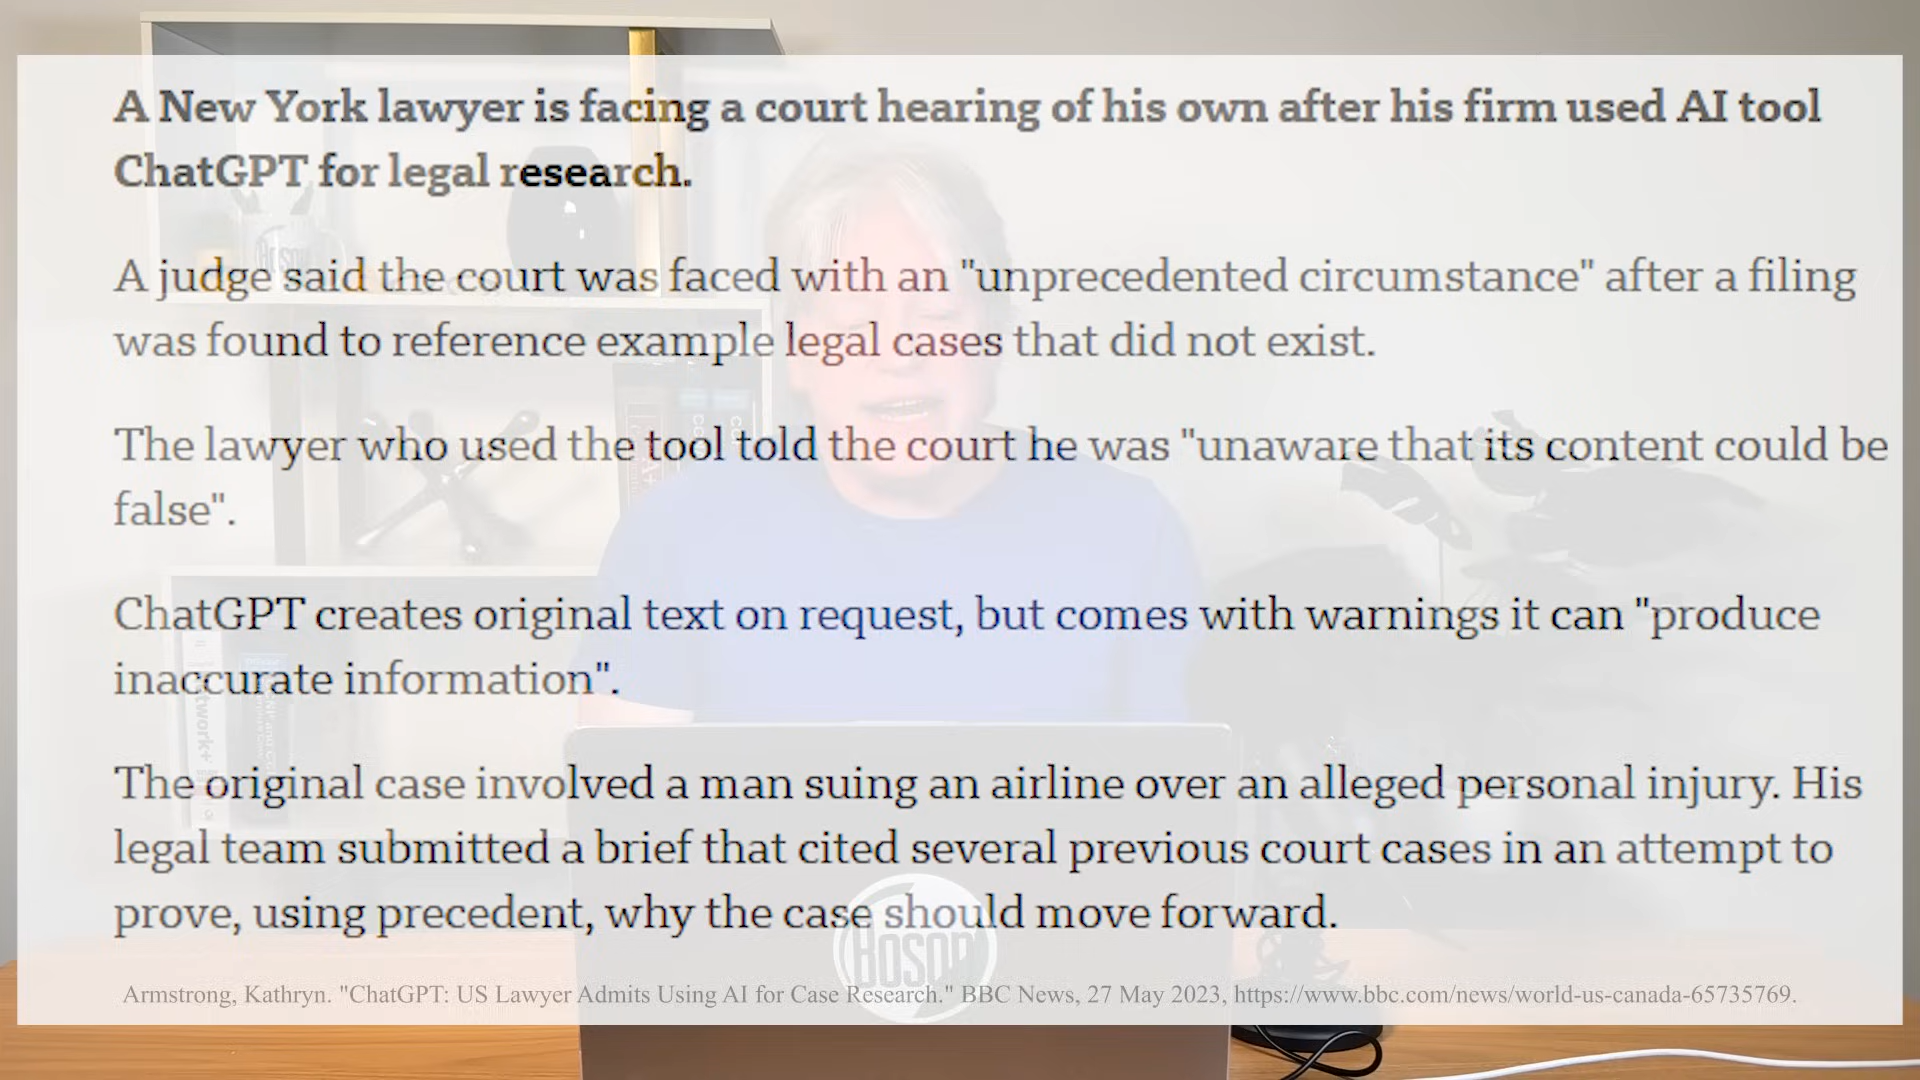 A New York lawyer is facing a court hearing of his own after his firm used AI tool
ChatGPT for legal research.
A judge said the court was faced with an "unprecedented circumstance" after a filing
was found to reference example legal cases that did not exist.
The lawyer who used the tool told the court he was "unaware that its content could be
false".
ChatGPT creates original text on request, but comes with warnings it can "produce
inaccurate information".
The original case involved a man suing an airline over an alleged personal injury. His
legal team submitted a brief that cited several previous court cases in an attempt to
prove, using precedent, why the case should move forward.
Boson
Armstrong, Kathryn. "ChatGPT: US Lawyer Admits Using AI for Case Research." BBC News, 27 May 2023, https://www.bbc.com/news/world-us-canada-65735769.
Network+